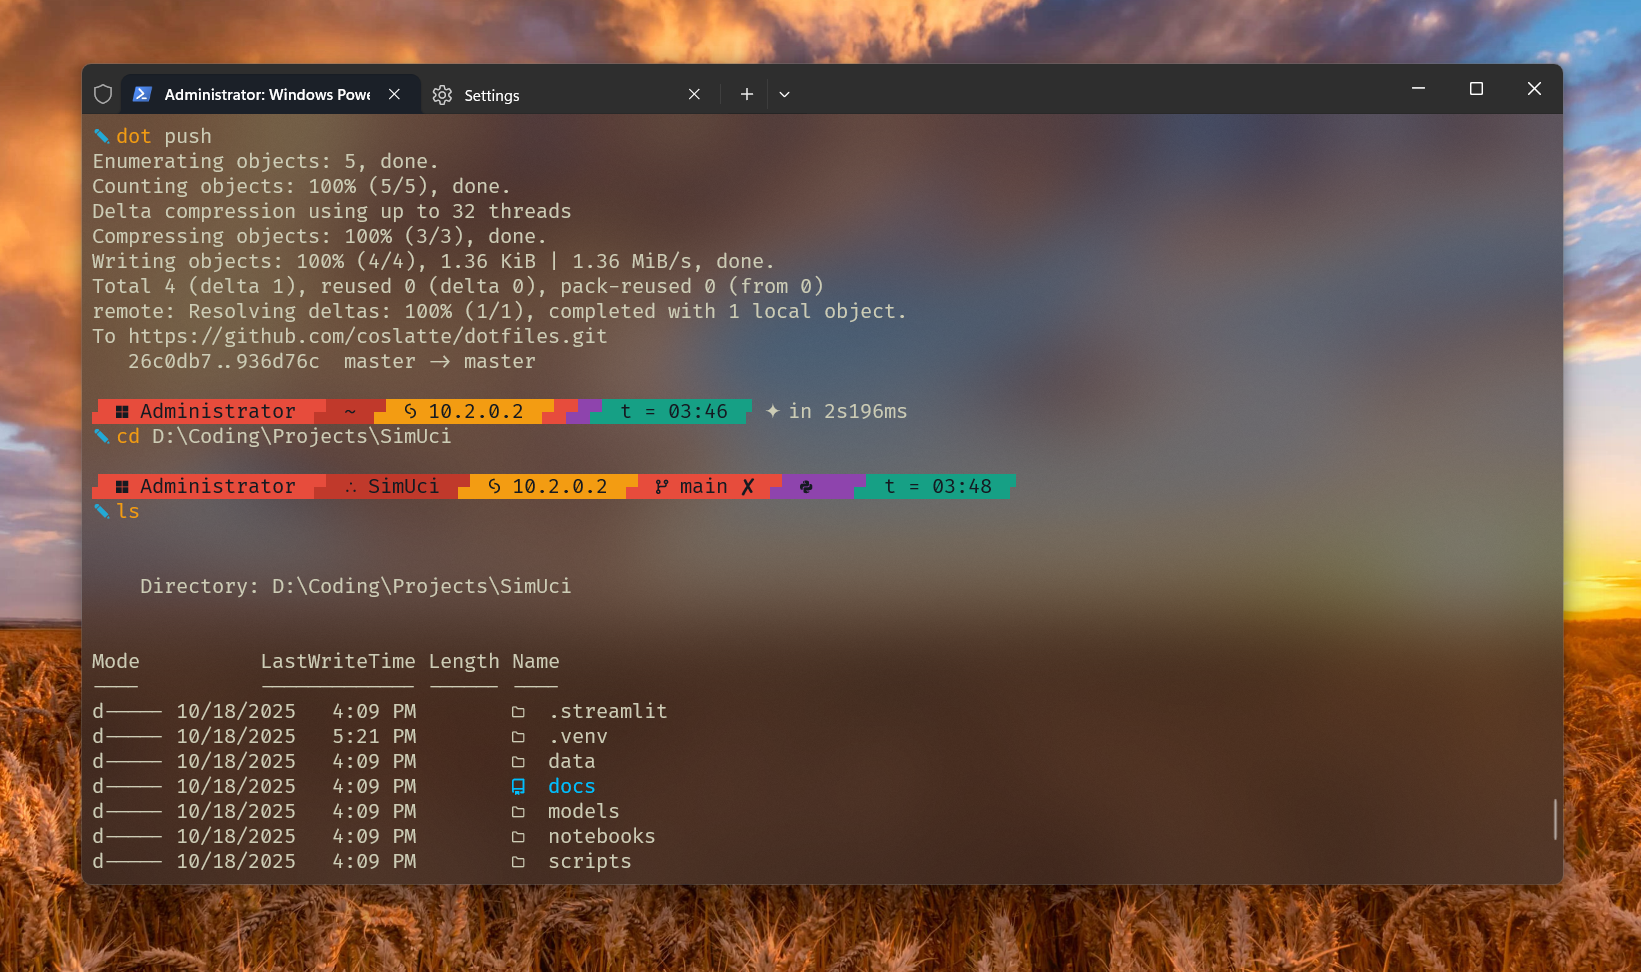 Administrator: Windows Powe
Settings
dot push
Enumerating objects: 5, done.
Counting objects: 100% (5/5), done.
Delta compression using up to 32 threads
Compressing objects: 100% (3/3), done.
Writing objects: 100% (4/4), 1.36 KiB | 1.36 MiB/s, done.
Total 4 (delta 1), reused 0 (delta 0), pack-reused 0 (from 0)
remote: Resolving deltas: 100% (1/1), completed with 1 local object.
To https://github.com/coslatte/dotfiles.git
26c0db7..936d76c master -> master
Administrator ~ 10.2.0.2 t = 03:46 ✦ in 2s196ms
cd D:\Coding\Projects\SimUci
Administrator ∴ SimUci 10.2.0.2 main ✗ t = 03:48
ls
Directory: D:\Coding\Projects\SimUci
Mode LastWriteTime Length Name
---- ------------- ------ ----
d----- 10/18/2025 4:09 PM .streamlit
d----- 10/18/2025 5:21 PM .venv
d----- 10/18/2025 4:09 PM data
d----- 10/18/2025 4:09 PM docs
d----- 10/18/2025 4:09 PM models
d----- 10/18/2025 4:09 PM notebooks
d----- 10/18/2025 4:09 PM scripts